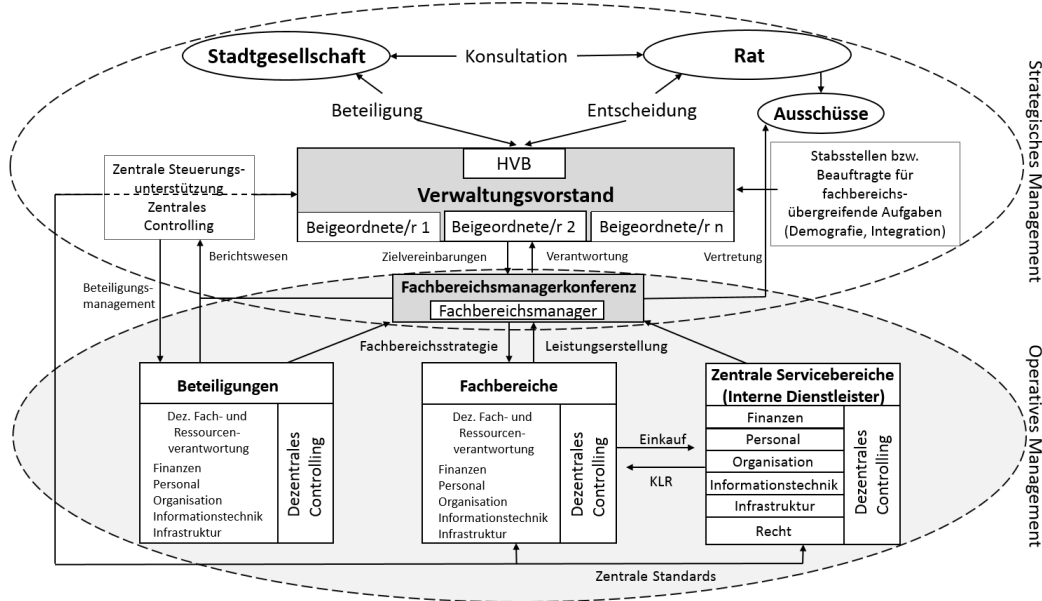 Stadtgesellschaft
Konsultation
Rat
Beteiligung
Entscheidung
Ausschüsse
Strategisches Management
HVB
Verwaltungsvorstand
Beigeordnete/r 1
Beigeordnete/r 2
Beigeordnete/r n
Zentrale Steuerungs-
unterstützung
Zentrales
Controlling
Stabsstellen bzw.
Beauftragte für
fachbereichs-
übergreifende Aufgaben
(Demografie, Integration)
Berichtswesen
Zielvereinbarungen
Verantwortung
Vertretung
Beteiligungs-
management
Fachbereichsmanagerkonferenz
Fachbereichsmanager
Fachbereichsstrategie
Leistungserstellung
Operatives Management
Beteiligungen
Dez. Fach- und
Ressourcen-
verantwortung
Finanzen
Personal
Organisation
Informationstechnik
Infrastruktur
Dezentrales
Controlling
Fachbereiche
Dez. Fach- und
Ressourcen-
verantwortung
Finanzen
Personal
Organisation
Informationstechnik
Infrastruktur
Dezentrales
Controlling
Einkauf
KLR
Zentrale Servicebereiche
(Interne Dienstleister)
Finanzen
Personal
Organisation
Informationstechnik
Infrastruktur
Recht
Dezentrales
Controlling
Zentrale Standards